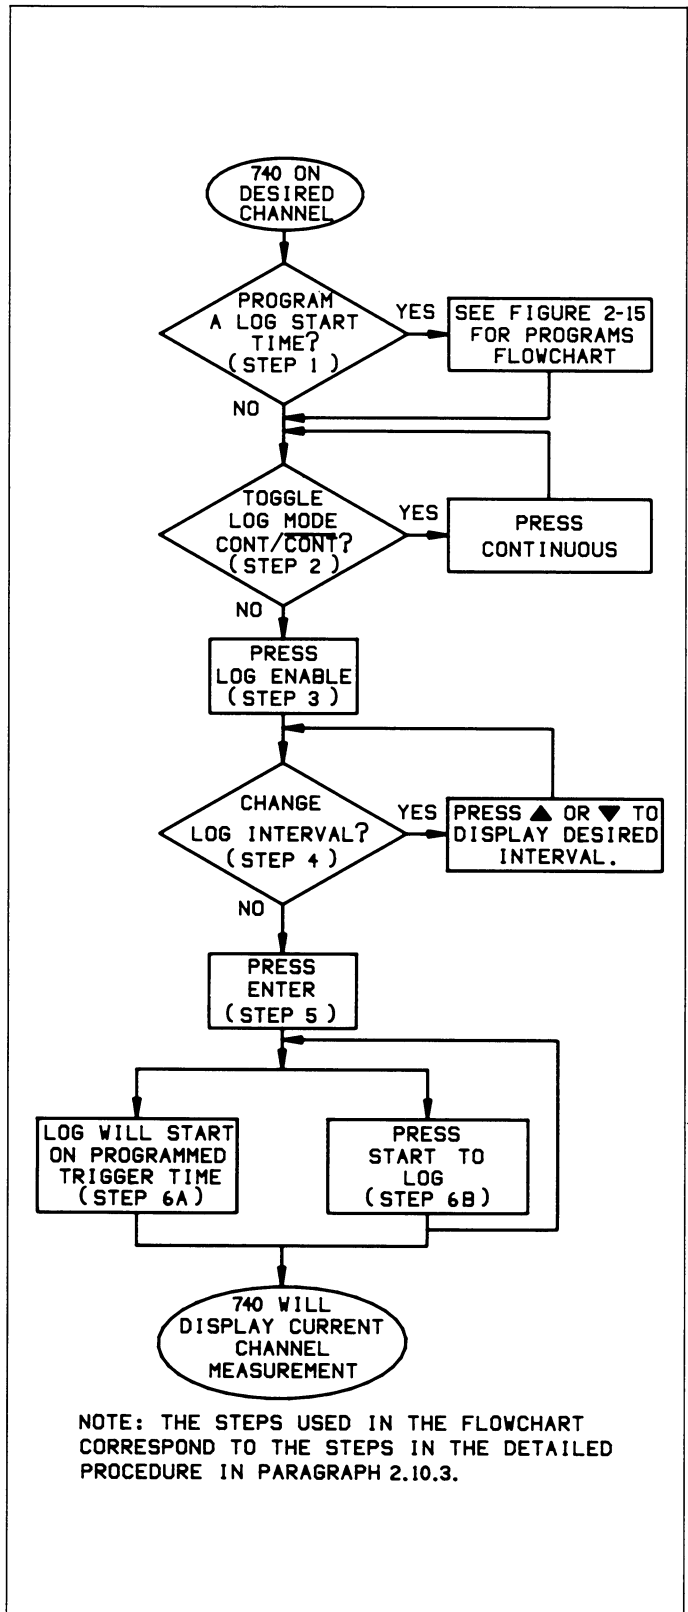 740 ON
DESIRED
CHANNEL
PROGRAM
A LOG START
TIME?
(STEP 1)
YES
SEE FIGURE 2-15
FOR PROGRAMS
FLOWCHART
NO
TOGGLE
LOG MODE
CONT/C̅O̅N̅T̅?
(STEP 2)
YES
PRESS
CONTINUOUS
NO
PRESS
LOG ENABLE
(STEP 3)
CHANGE
LOG INTERVAL?
(STEP 4)
YES
PRESS ▲ OR ▼ TO
DISPLAY DESIRED
INTERVAL.
NO
PRESS
ENTER
(STEP 5)
LOG WILL START
ON PROGRAMMED
TRIGGER TIME
(STEP 6A)
PRESS
START TO
LOG
(STEP 6B)
740 WILL
DISPLAY CURRENT
CHANNEL
MEASUREMENT
NOTE: THE STEPS USED IN THE FLOWCHART
CORRESPOND TO THE STEPS IN THE DETAILED
PROCEDURE IN PARAGRAPH 2.10.3.